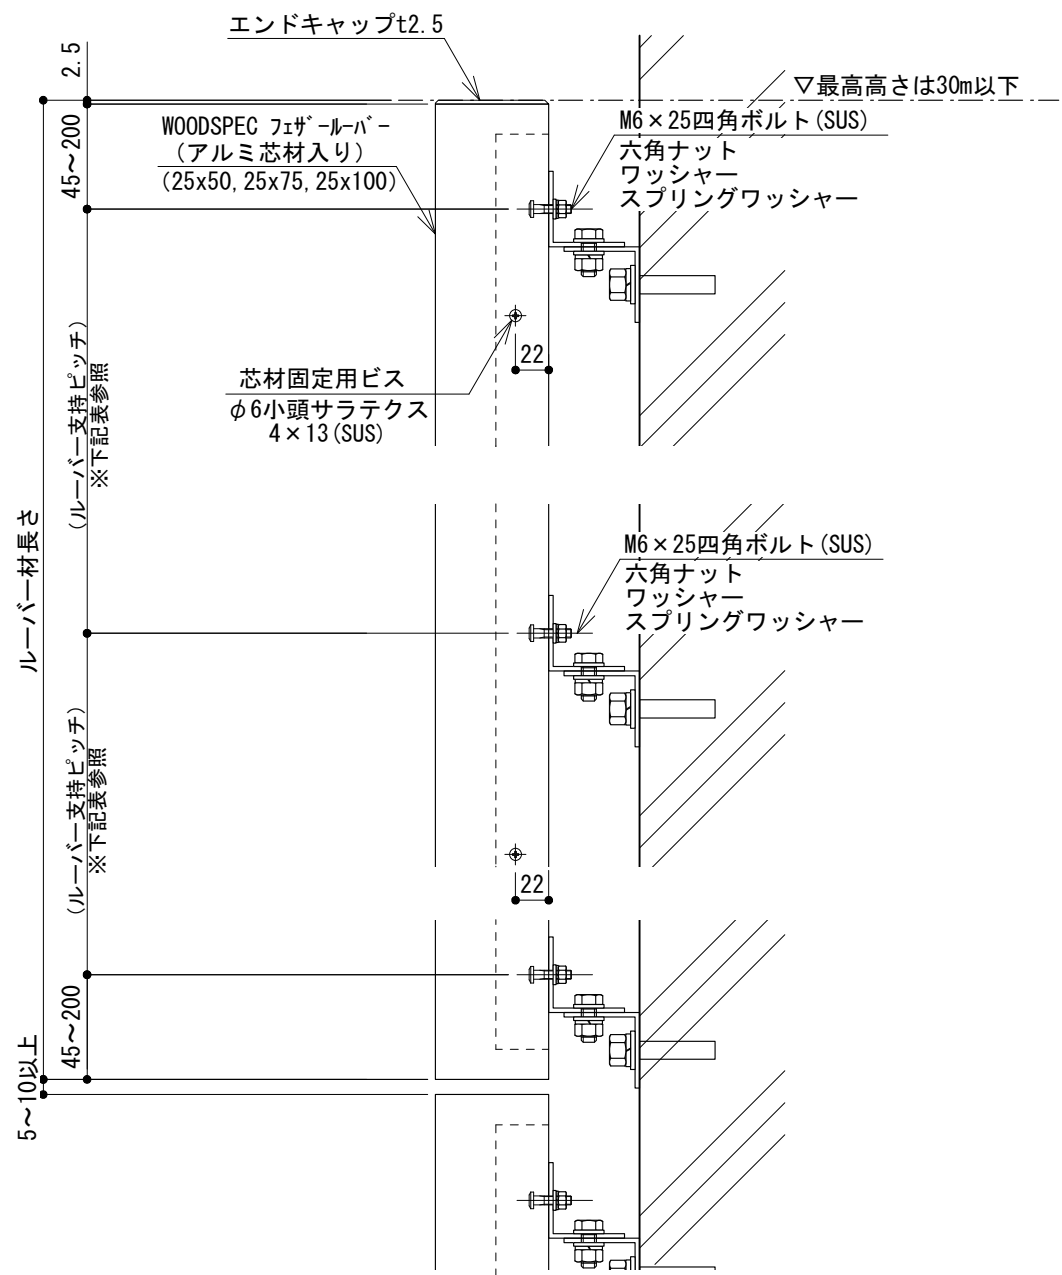 エンドキャップt2.5
2.5
▽最高高さは30m以下
45~200
WOODSPEC フェザールーバー
(アルミ芯材入り)
(25x50, 25x75, 25x100)
M6×25四角ボルト(SUS)
六角ナット
ワッシャー
スプリングワッシャー
22
芯材固定用ビス
φ6小頭サラテクス
4×13(SUS)
(ルーバー支持ピッチ)
※下記表参照
ルーバー材長さ
M6×25四角ボルト(SUS)
六角ナット
ワッシャー
スプリングワッシャー
(ルーバー支持ピッチ)
※下記表参照
22
45~200
5~10以上